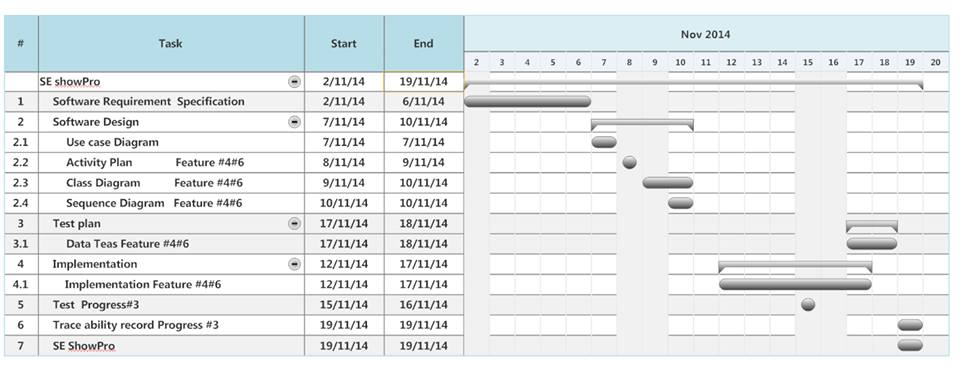 # Task Start End Nov 2014
2 3 4 5 6 7 8 9 10 11 12 13 14 15 16 17 18 19 20
SE showPro 2/11/14 19/11/14
1 Software Requirement Specification 2/11/14 6/11/14
2 Software Design 7/11/14 10/11/14
2.1 Use case Diagram 7/11/14 7/11/14
2.2 Activity Plan Feature #4#6 8/11/14 9/11/14
2.3 Class Diagram Feature #4#6 9/11/14 10/11/14
2.4 Sequence Diagram Feature #4#6 10/11/14 10/11/14
3 Test plan 17/11/14 18/11/14
3.1 Data Teas Feature #4#6 17/11/14 18/11/14
4 Implementation 12/11/14 17/11/14
4.1 Implementation Feature #4#6 12/11/14 17/11/14
5 Test Progress#3 15/11/14 16/11/14
6 Trace ability record Progress #3 19/11/14 19/11/14
7 SE ShowPro 19/11/14 19/11/14